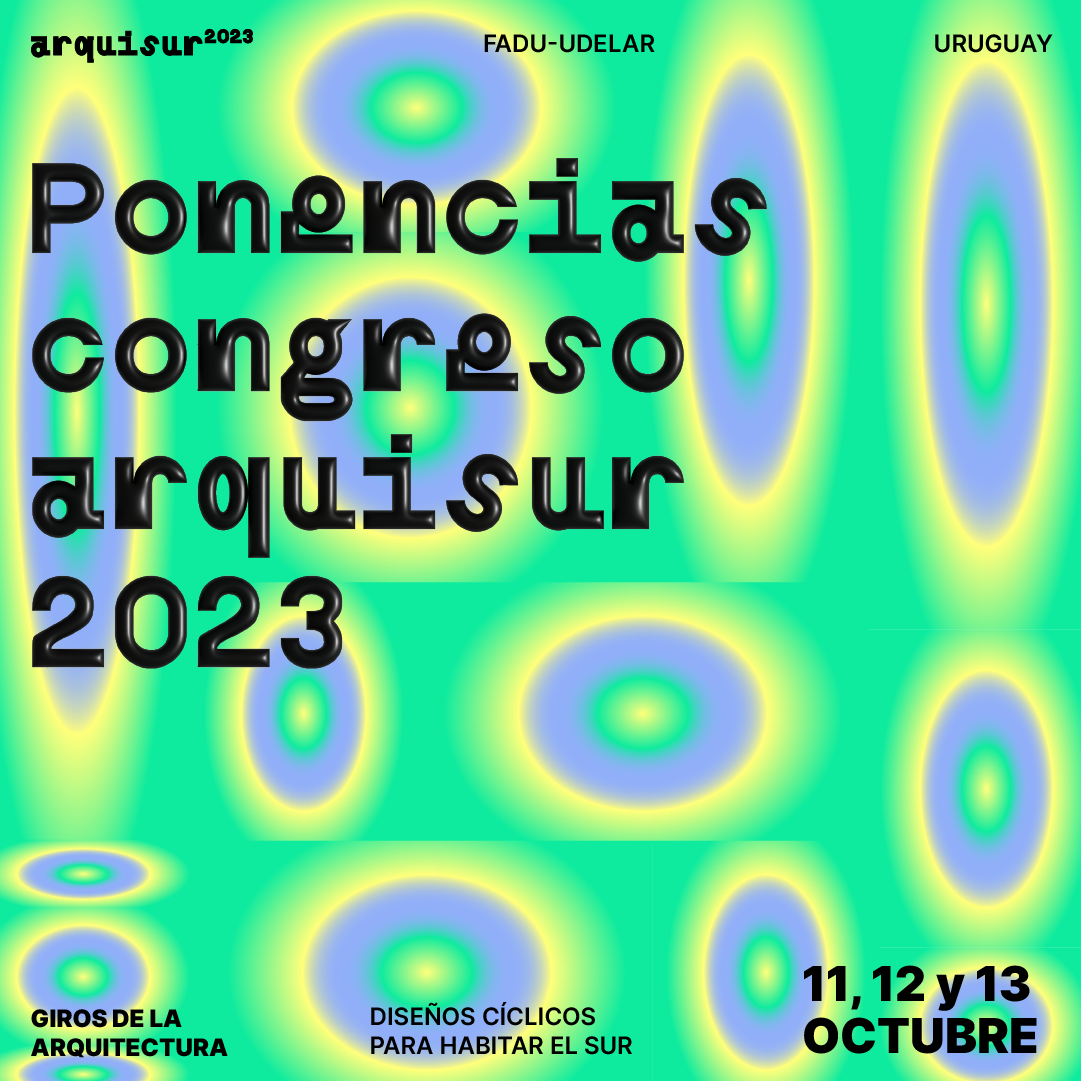 arquisur2023
FADU-UDELAR
URUGUAY
Ponencias
congreso
arquisur
2023
GIROS DE LA
ARQUITECTURA
DISEÑOS CÍCLICOS
PARA HABITAR EL SUR
11, 12 y 13
OCTUBRE